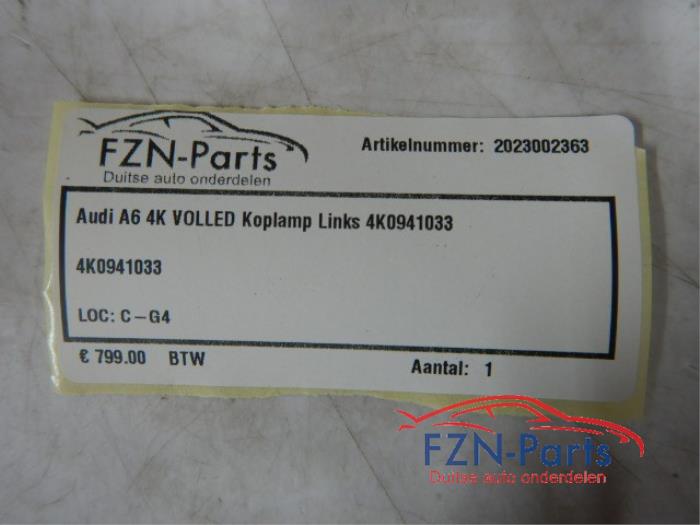 FZN-Parts
Duitse auto onderdelen
Artikelnummer: 2023002363
Audi A6 4K VOLLED Koplamp Links 4K0941033
4K0941033
LOC: C-G4
€ 799.00 BTW
Aantal: 1
FZN-Parts
Duitse auto onderdelen